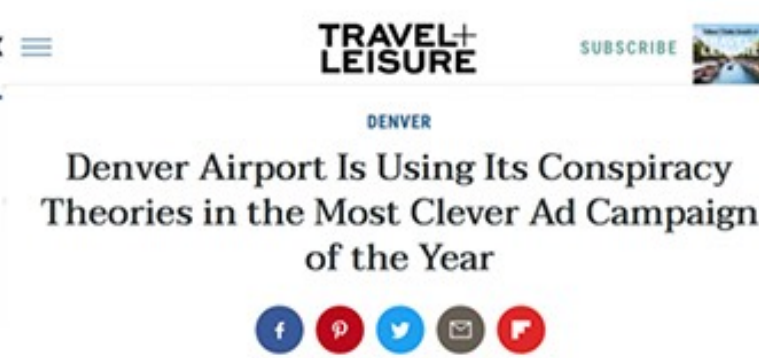 TRAVEL+
LEISURE
SUBSCRIBE
DENVER
Denver Airport Is Using Its Conspiracy
Theories in the Most Clever Ad Campaign
of the Year